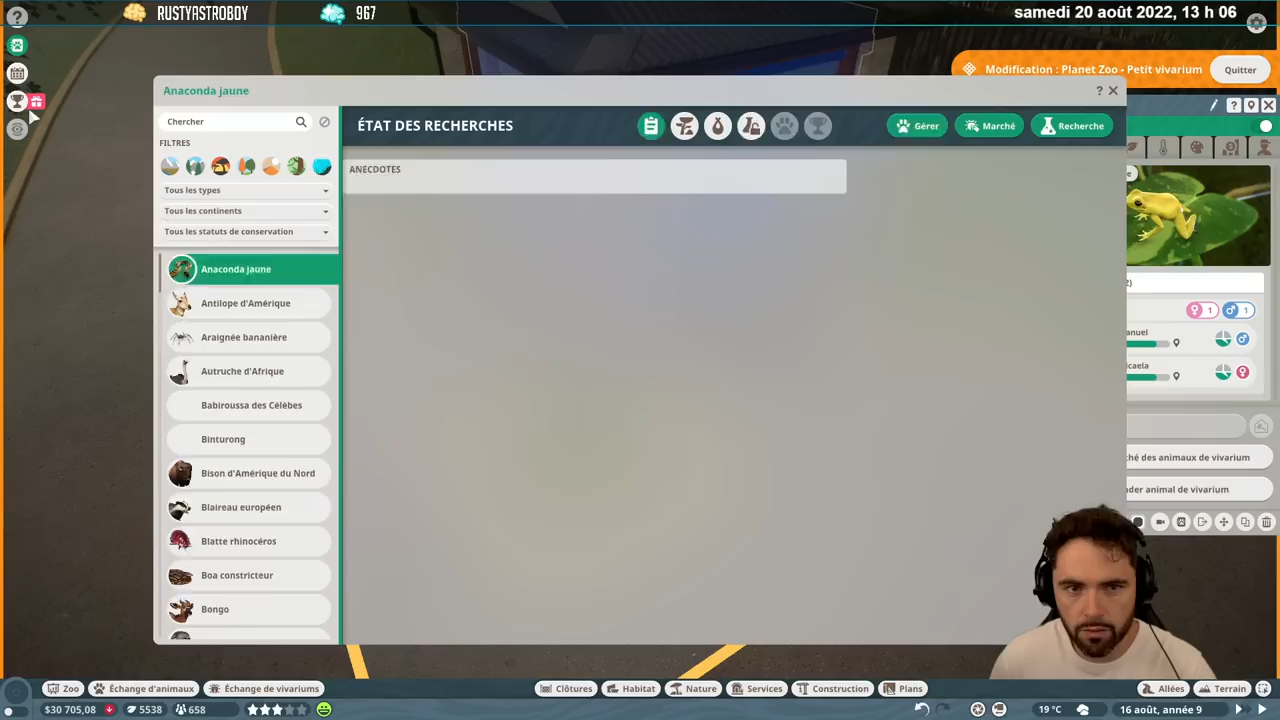 RUSTYASTROBOY
967
samedi 20 août 2022, 13 h 06
Modification : Planet Zoo - Petit vivarium
Quitter
Anaconda jaune
Chercher
FILTRES
Tous les types
Tous les continents
Tous les statuts de conservation
Anaconda jaune
Antilope d'Amérique
Araignée bananière
Autruche d'Afrique
Babiroussa des Célèbes
Binturong
Bison d'Amérique du Nord
Blaireau européen
Blatte rhinocéros
Boa constricteur
Bongo
ÉTAT DES RECHERCHES
Gérer
Marché
Recherche
ANECDOTES
1
1
anuel
icaela
ché des animaux de vivarium
der animal de vivarium
Zoo
Échange d'animaux
Échange de vivariums
Clôtures
Habitat
Nature
Services
Construction
Plans
Allées
Terrain
$30 705,08
5538
658
19 °C
16 août, année 9